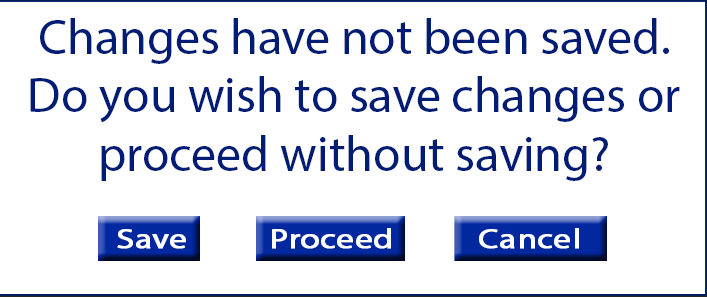 Changes have not been saved.
Do you wish to save changes or
proceed without saving?
Save Proceed Cancel